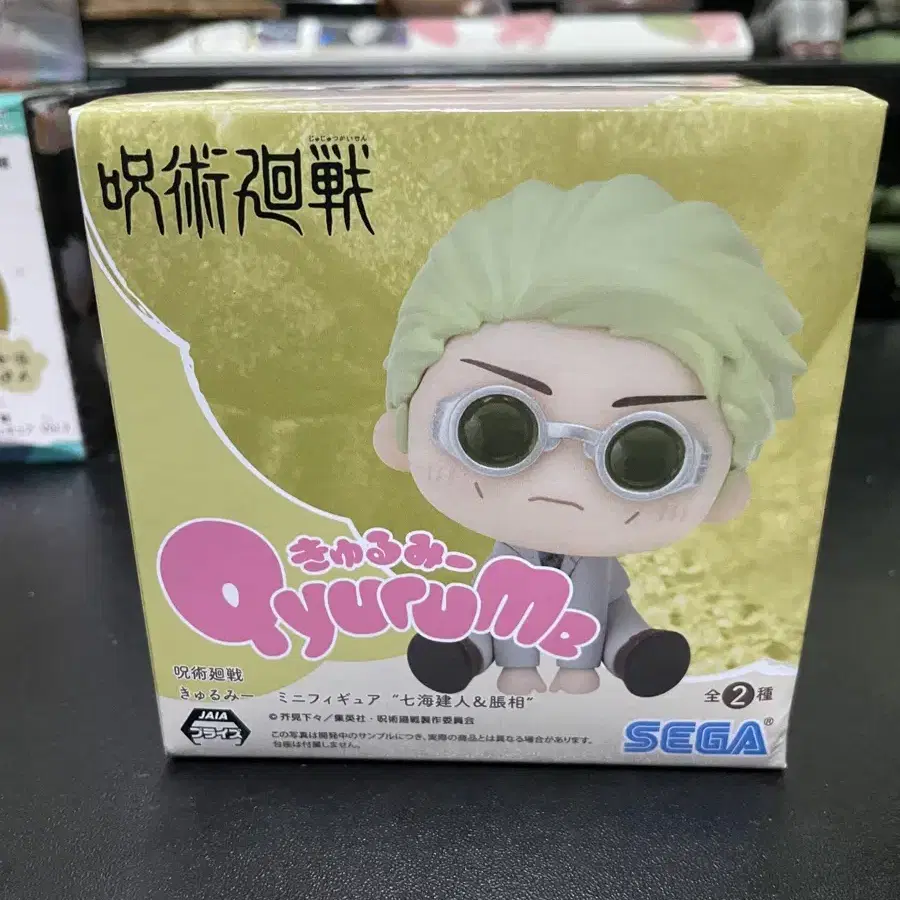 じゅじゅつかいせん
呪術廻戦
きゅるみー
QyuruMe
呪術廻戦
きゅるみー ミニフィギュア “七海建人&脹相”
全2種
JAIA
プライズ
©芥見下々/集英社・呪術廻戦製作委員会
この写真は開発中のサンプルにつき、実際の商品とは異なる場合があります。
台座は付属しません。
SEGA®